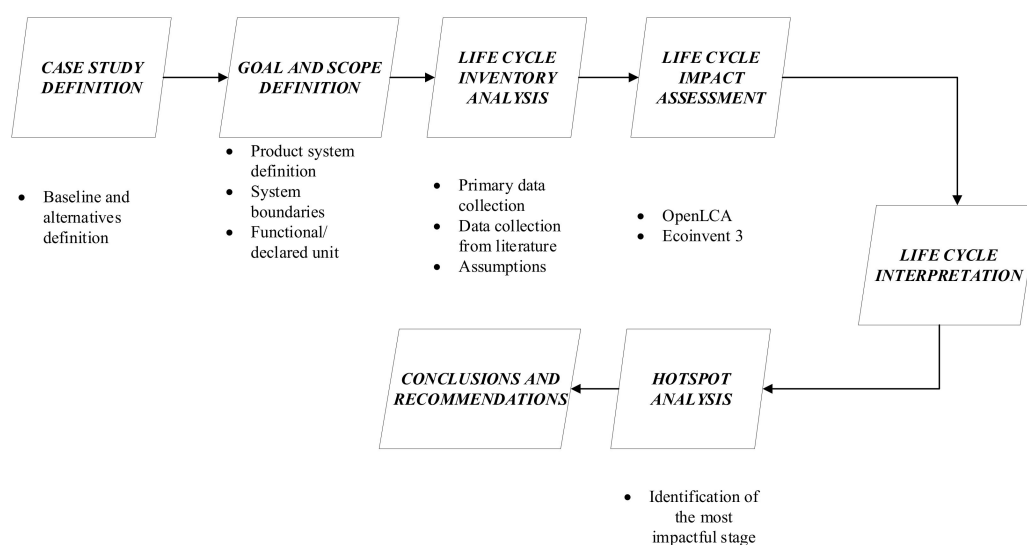 CASE STUDY
DEFINITION
• Baseline and
alternatives
definition
GOAL AND SCOPE
DEFINITION
• Product system
definition
• System
boundaries
• Functional/
declared unit
LIFE CYCLE
INVENTORY
ANALYSIS
• Primary data
collection
• Data collection
from literature
• Assumptions
LIFE CYCLE
IMPACT
ASSESSMENT
• OpenLCA
• Ecoinvent 3
LIFE CYCLE
INTERPRETATION
HOTSPOT
ANALYSIS
• Identification of
the most
impactful stage
CONCLUSIONS AND
RECOMMENDATIONS